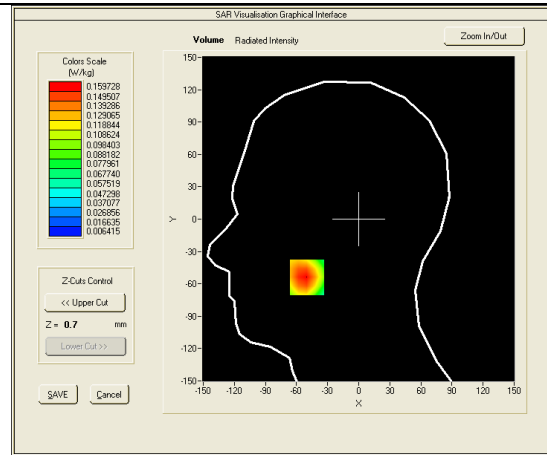 SAR Visualisation Graphical Interface
Volume Radiated Intensity
Zoom In/Out
Colors Scale
(W/kg)
0.159728
0.149507
0.139286
0.129065
0.118844
0.108624
0.098403
0.088182
0.077961
0.067740
0.057519
0.047298
0.037077
0.026856
0.016635
0.006415
Z-Cuts Control
<< Upper Cut
Z = 0.7 mm
Lower Cut >>
SAVE Cancel
150-
120-
90-
60-
30-
0-
-30-
-60-
-90-
-120-
-150-
Y
-150 -120 -90 -60 -30 0 30 60 90 120 150
X